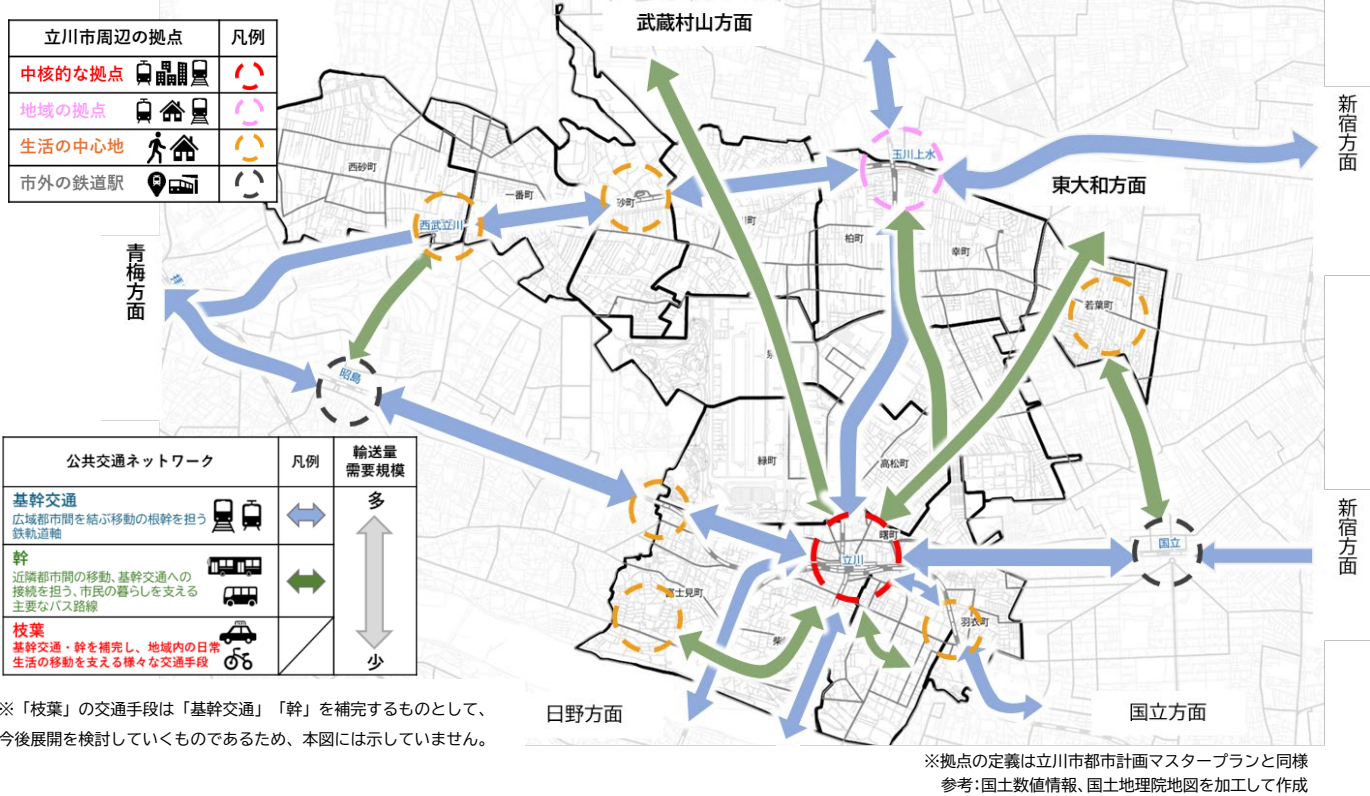 立川市周辺の拠点
凡例
中核的な拠点
地域の拠点
生活の中心地
市外の鉄道駅
武蔵村山方面
新宿方面
東大和方面
青梅方面
玉川上水
西砂町
一番町
砂町
西武立川
柏町
幸町
若葉町
昭島
緑町
高松町
曙町
立川
国立
富士見町
羽衣町
新宿方面
公共交通ネットワーク
凡例
輸送量
需要規模
基幹交通
広域都市間を結ぶ移動の根幹を担う
鉄軌道軸
多
幹
近隣都市間の移動、基幹交通への
接続を担う、市民の暮らしを支える
主要なバス路線
枝葉
基幹交通・幹を補完し、地域内の日常
生活の移動を支える様々な交通手段
少
日野方面
国立方面
※「枝葉」の交通手段は「基幹交通」「幹」を補完するものとして、
今後展開を検討していくものであるため、本図には示していません。
※拠点の定義は立川市都市計画マスタープランと同様
参考:国土数値情報、国土地理院地図を加工して作成